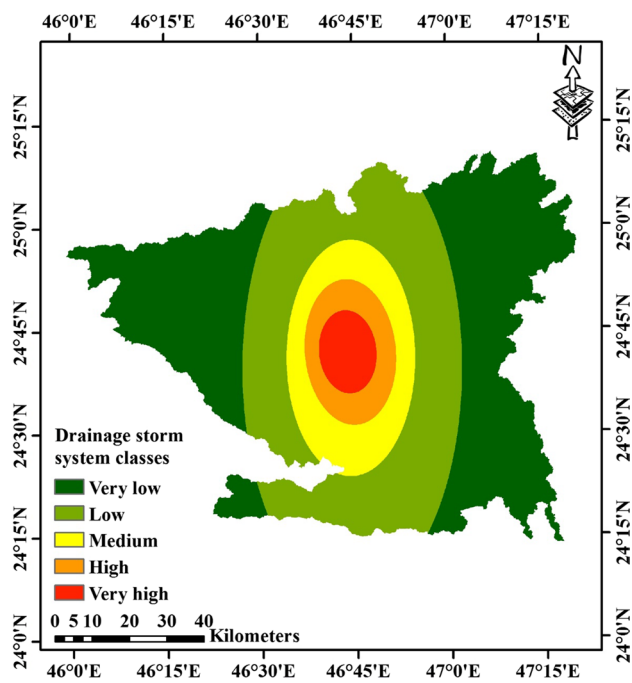 46°0'E 46°15'E 46°30'E 46°45'E 47°0'E 47°15'E
N
25°15'N 25°15'N
25°0'N 25°0'N
24°45'N 24°45'N
24°30'N 24°30'N
24°15'N 24°15'N
24°0'N 24°0'N
Drainage storm
system classes
Very low
Low
Medium
High
Very high
0 5 10 20 30 40
Kilometers
46°0'E 46°15'E 46°30'E 46°45'E 47°0'E 47°15'E